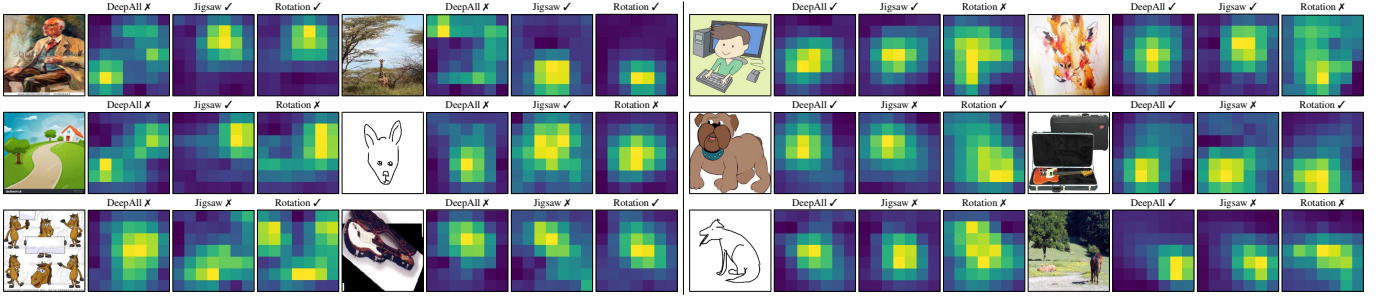 DeepAll ✗ Jigsaw ✓ Rotation ✓ DeepAll ✗ Jigsaw ✓ Rotation ✓ DeepAll ✓ Jigsaw ✓ Rotation ✗ DeepAll ✓ Jigsaw ✓ Rotation ✗
DeepAll ✗ Jigsaw ✓ Rotation ✗ DeepAll ✗ Jigsaw ✓ Rotation ✗ DeepAll ✓ Jigsaw ✗ Rotation ✓ DeepAll ✓ Jigsaw ✗ Rotation ✓
DeepAll ✗ Jigsaw ✗ Rotation ✓ DeepAll ✗ Jigsaw ✗ Rotation ✓ DeepAll ✓ Jigsaw ✗ Rotation ✗ DeepAll ✓ Jigsaw ✗ Rotation ✗